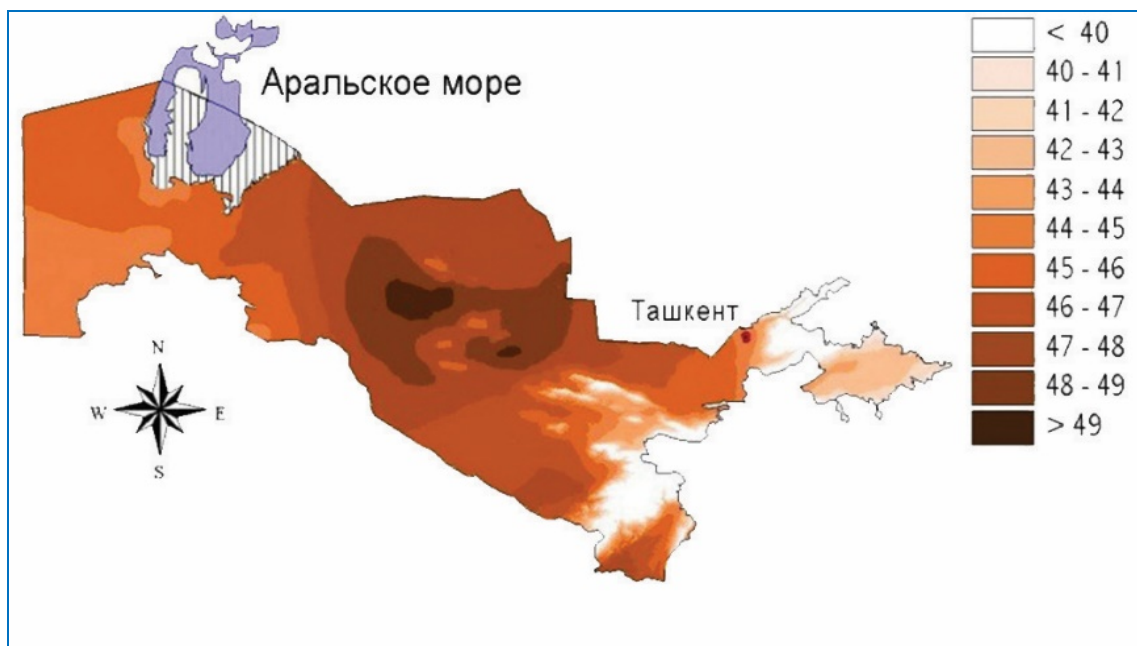 Аральское море
Ташкент
N
W
E
S
< 40
40 - 41
41 - 42
42 - 43
43 - 44
44 - 45
45 - 46
46 - 47
47 - 48
48 - 49
> 49